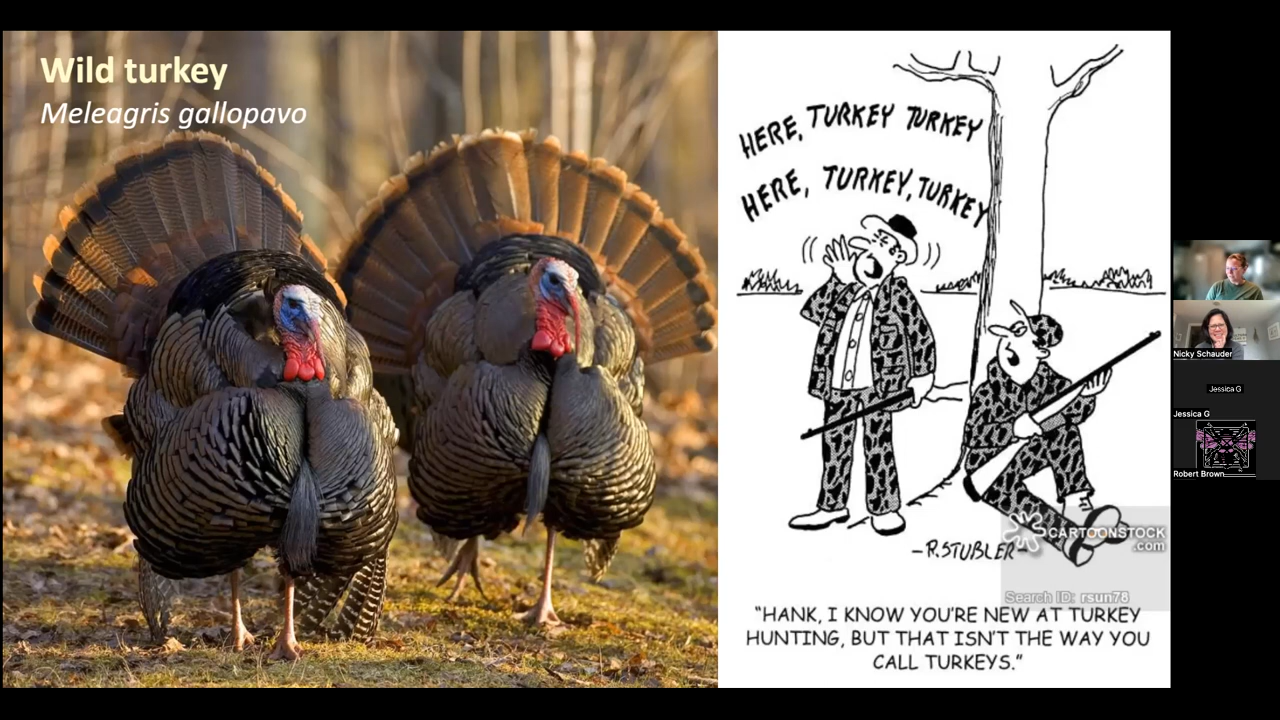 Wild turkey
Meleagris gallopavo
HERE, TURKEY TURKEY
HERE, TURKEY, TURKEY
-R.STUBLER-
CARTOONSTOCK
.com
Search ID: rsun78
"HANK, I KNOW YOU'RE NEW AT TURKEY
HUNTING, BUT THAT ISN'T THE WAY YOU
CALL TURKEYS."
Nicky Schauder
Jessica G
Jessica G
Robert Brown